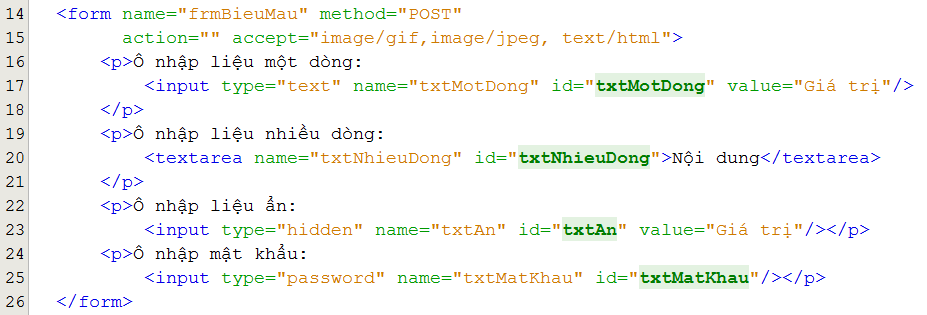 14 <form name="frmBieuMau" method="POST"
15 action="" accept="image/gif,image/jpeg, text/html">
16 <p>Ô nhập liệu một dòng:
17 <input type="text" name="txtMotDong" id="txtMotDong" value="Giá trị"/>
18 </p>
19 <p>Ô nhập liệu nhiều dòng:
20 <textarea name="txtNhieuDong" id="txtNhieuDong">Nội dung</textarea>
21 </p>
22 <p>Ô nhập liệu ẩn:
23 <input type="hidden" name="txtAn" id="txtAn" value="Giá trị"/></p>
24 <p>Ô nhập mật khẩu:
25 <input type="password" name="txtMatKhau" id="txtMatKhau"/></p>
26 </form>